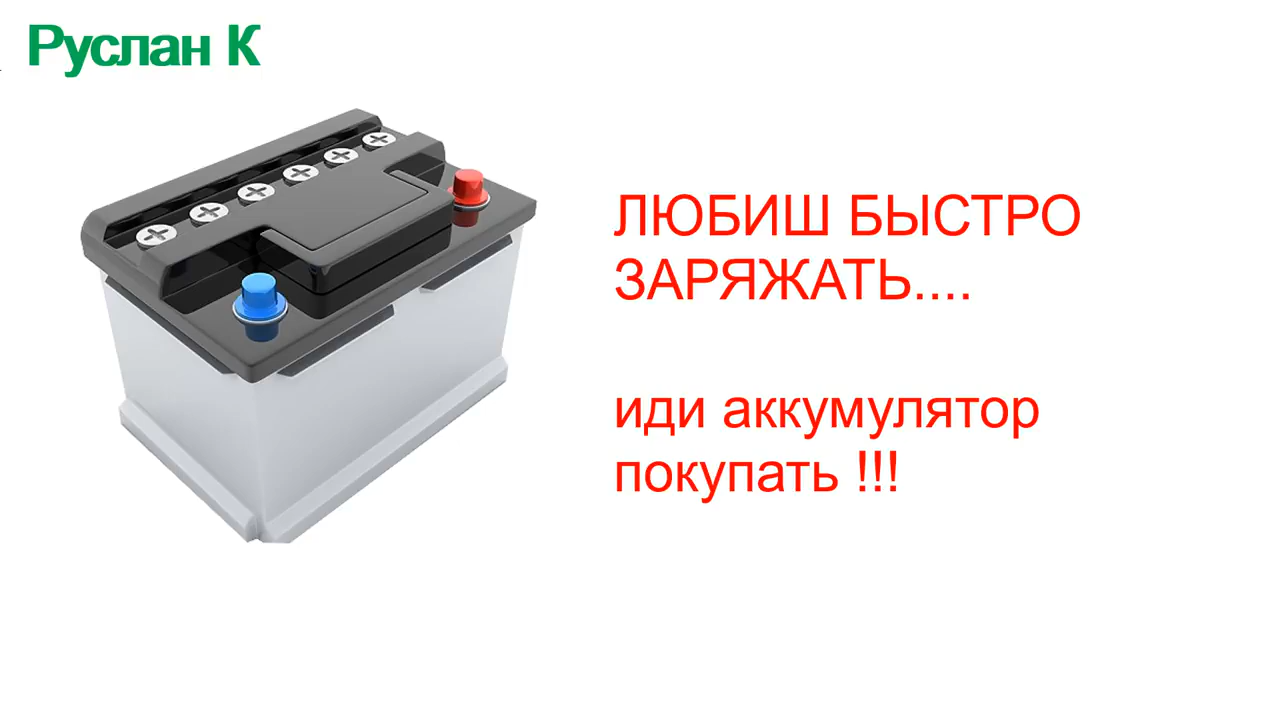 Руслан К
ЛЮБИШ БЫСТРО
ЗАРЯЖАТЬ....
иди аккумулятор
покупать !!!